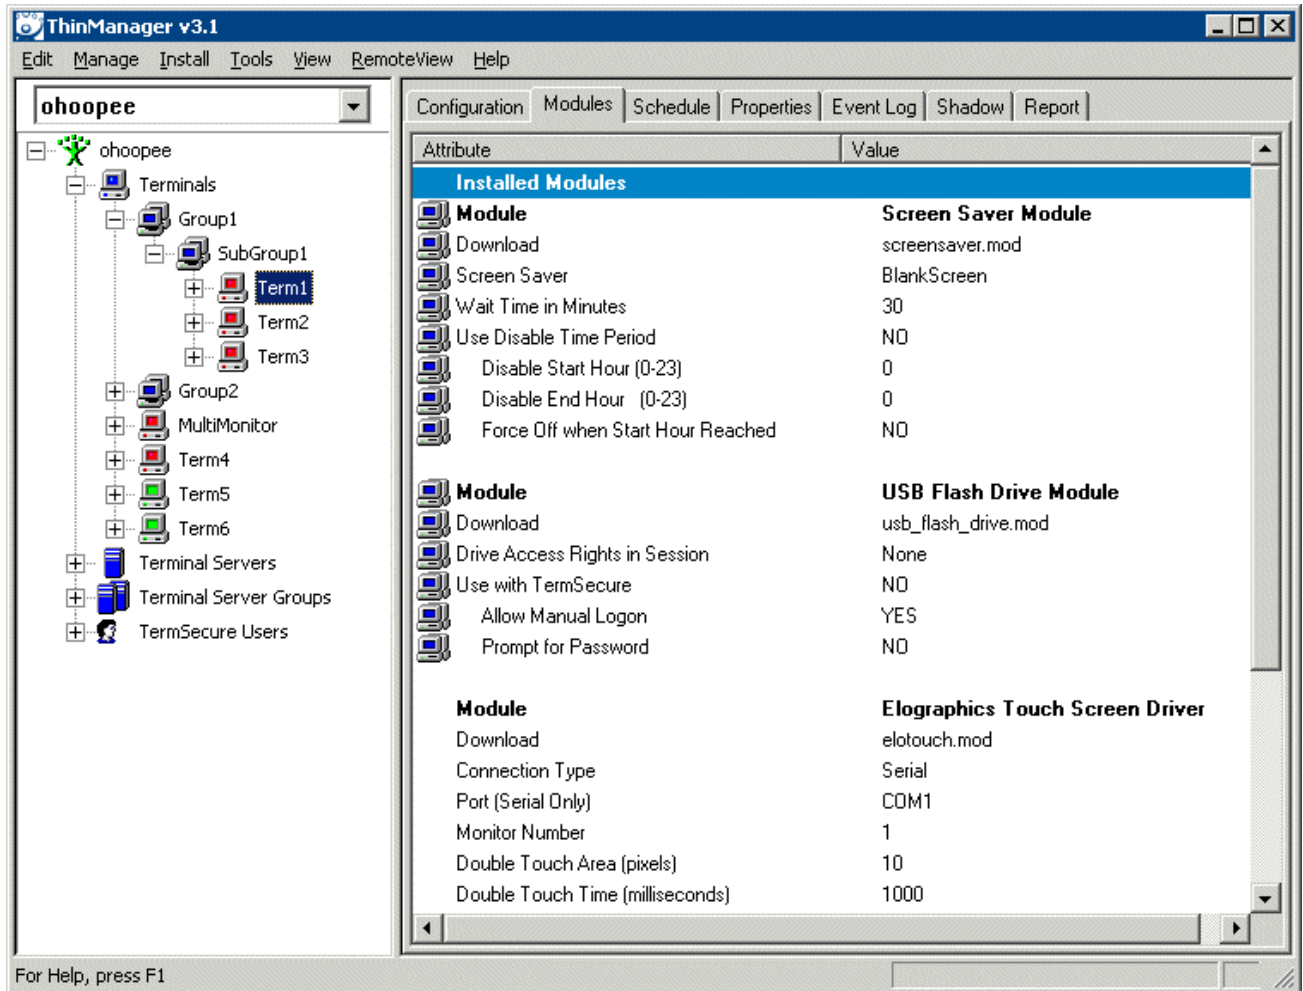 ThinManager v3.1
Edit Manage Install Tools View RemoteView Help
ohoopee
ohoopee
Terminals
Group1
SubGroup1
Term1
Term2
Term3
Group2
MultiMonitor
Term4
Term5
Term6
Terminal Servers
Terminal Server Groups
TermSecure Users
Configuration Modules Schedule Properties Event Log Shadow Report
Attribute Value
Installed Modules
Module Screen Saver Module
Download screensaver.mod
Screen Saver BlankScreen
Wait Time in Minutes 30
Use Disable Time Period NO
Disable Start Hour (0-23) 0
Disable End Hour (0-23) 0
Force Off when Start Hour Reached NO
Module USB Flash Drive Module
Download usb_flash_drive.mod
Drive Access Rights in Session None
Use with TermSecure NO
Allow Manual Logon YES
Prompt for Password NO
Module Elographics Touch Screen Driver
Download elotouch.mod
Connection Type Serial
Port (Serial Only) COM1
Monitor Number 1
Double Touch Area (pixels) 10
Double Touch Time (milliseconds) 1000
For Help, press F1